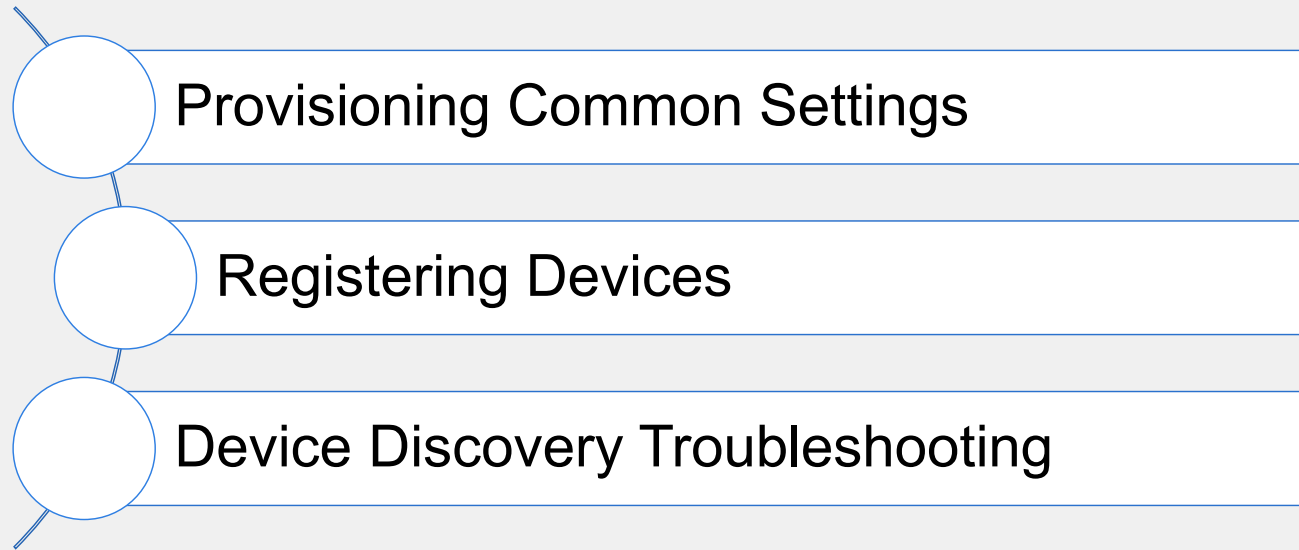 Provisioning Common Settings
Registering Devices
Device Discovery Troubleshooting